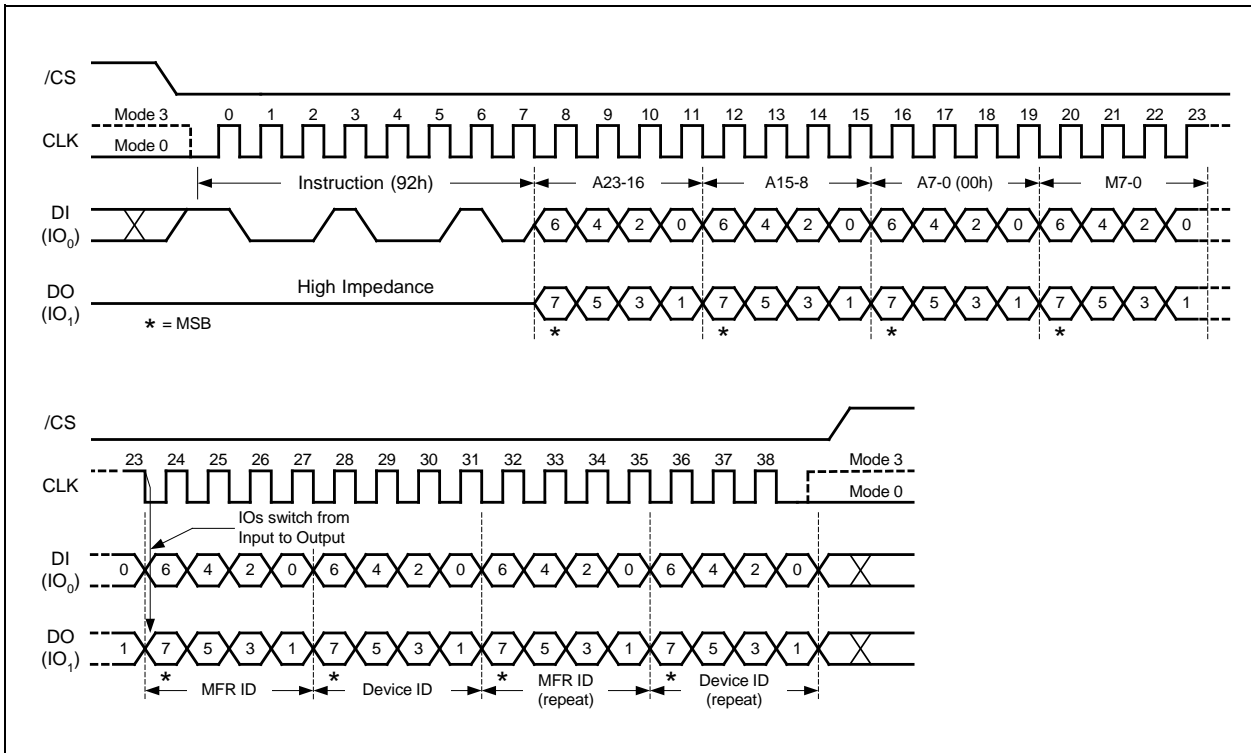 /CS
Mode 3 0 1 2 3 4 5 6 7 8 9 10 11 12 13 14 15 16 17 18 19 20 21 22 23
CLK
Mode 0
Instruction (92h) A23-16 A15-8 A7-0 (00h) M7-0
DI
(IO0) 6 4 2 0 6 4 2 0 6 4 2 0 6 4 2 0
High Impedance
DO
(IO1) 7 5 3 1 7 5 3 1 7 5 3 1 7 5 3 1
* = MSB * * * *
/CS
23 24 25 26 27 28 29 30 31 32 33 34 35 36 37 38 Mode 3
CLK
Mode 0
IOs switch from
Input to Output
DI
(IO0) 0 6 4 2 0 6 4 2 0 6 4 2 0 6 4 2 0
DO
(IO1) 1 7 5 3 1 7 5 3 1 7 5 3 1 7 5 3 1
* * * *
MFR ID Device ID MFR ID Device ID
(repeat) (repeat)